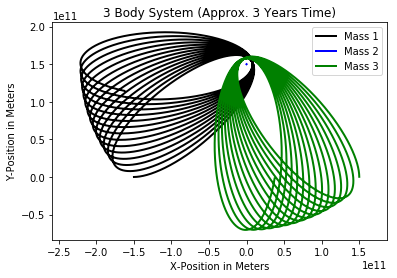 3 Body System (Approx. 3 Years Time)
1e11
2.0
1.5
1.0
0.5
0.0
−0.5
Y-Position in Meters
Mass 1
Mass 2
Mass 3
−2.5 −2.0 −1.5 −1.0 −0.5 0.0 0.5 1.0 1.5
X-Position in Meters
1e11